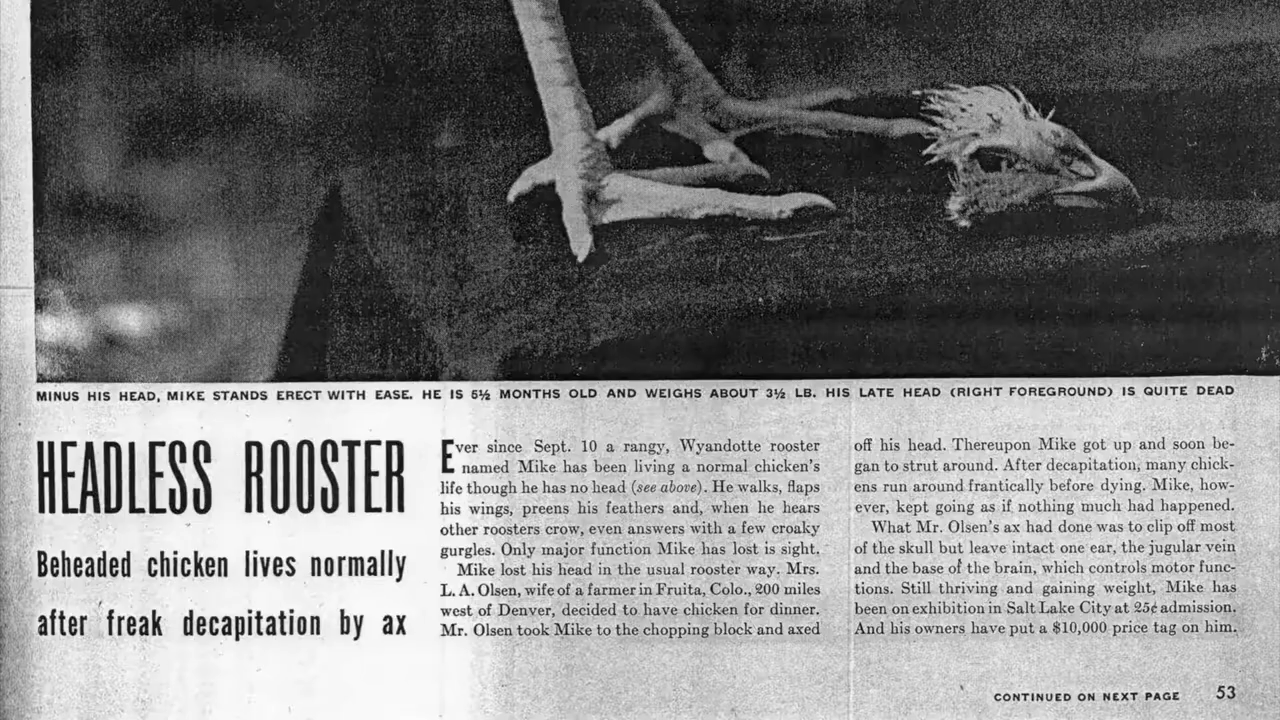 MINUS HIS HEAD, MIKE STANDS ERECT WITH EASE. HE IS 5½ MONTHS OLD AND WEIGHS ABOUT 3½ LB. HIS LATE HEAD (RIGHT FOREGROUND) IS QUITE DEAD
HEADLESS ROOSTER
Beheaded chicken lives normally
after freak decapitation by ax
Ever since Sept. 10 a rangy, Wyandotte rooster
named Mike has been living a normal chicken's
life though he has no head (see above). He walks, flaps
his wings, preens his feathers and, when he hears
other roosters crow, even answers with a few croaky
gurgles. Only major function Mike has lost is sight.
Mike lost his head in the usual rooster way. Mrs.
L. A. Olsen, wife of a farmer in Fruita, Colo., 200 miles
west of Denver, decided to have chicken for dinner.
Mr. Olsen took Mike to the chopping block and axed
off his head. Thereupon Mike got up and soon be-
gan to strut around. After decapitation, many chick-
ens run around frantically before dying. Mike, how-
ever, kept going as if nothing much had happened.
What Mr. Olsen's ax had done was to clip off most
of the skull but leave intact one ear, the jugular vein
and the base of the brain, which controls motor func-
tions. Still thriving and gaining weight, Mike has
been on exhibition in Salt Lake City at 25¢ admission.
And his owners have put a $10,000 price tag on him.
CONTINUED ON NEXT PAGE 53